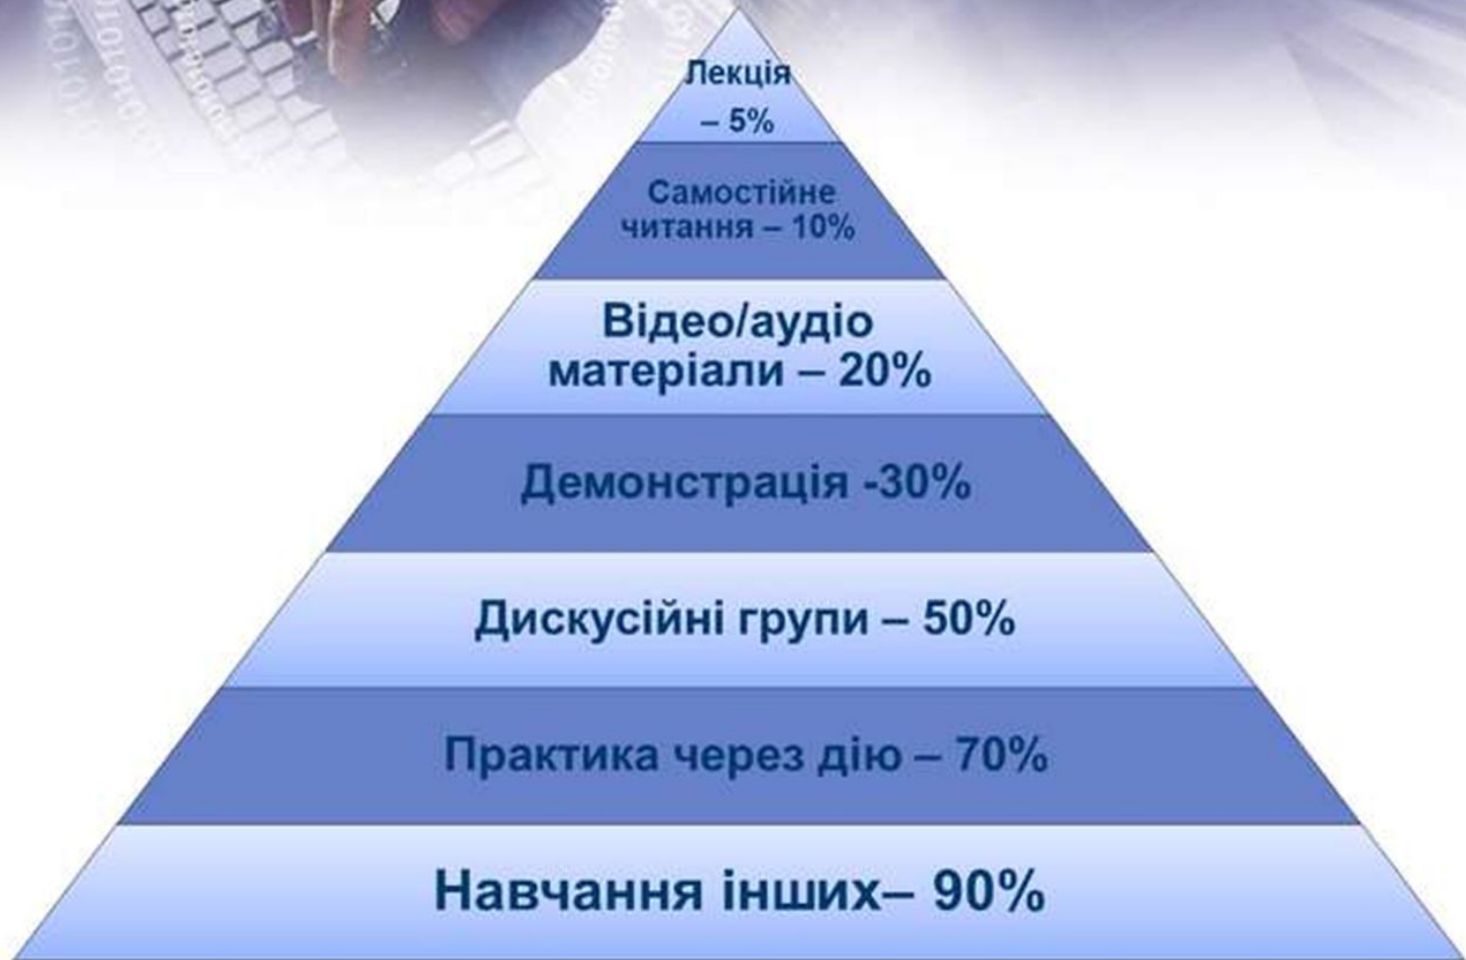 Лекція
– 5%
Самостійне
читання – 10%
Відео/аудіо
матеріали – 20%
Демонстрація -30%
Дискусійні групи – 50%
Практика через дію – 70%
Навчання інших– 90%